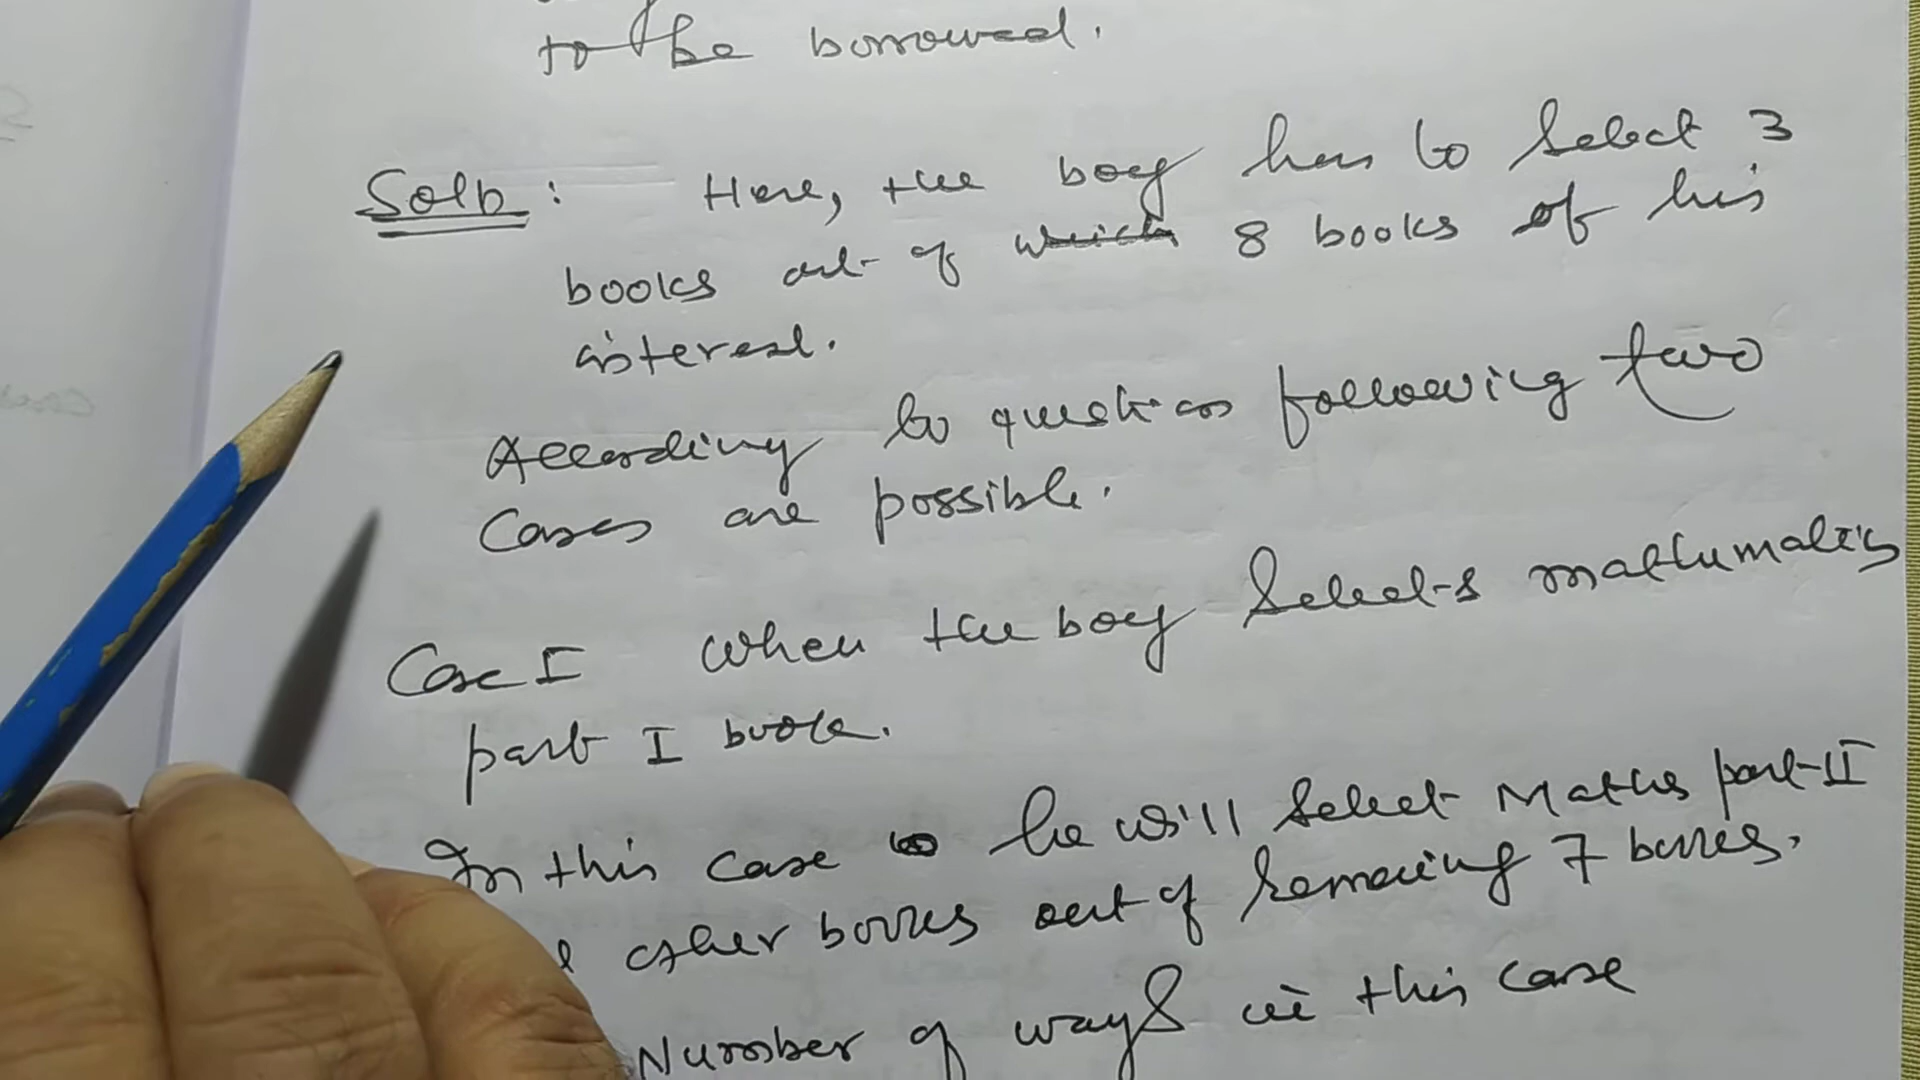 to be borrowed.
Soln : Here, the boy has to select 3
books out of which 8 books of his
interest.
According to question following two
Cases are possible.
Case I when the boy Selects mathematics
part I book.
In this case he will select Maths part-II
other books out of remaining 7 books.
Number of ways in this case